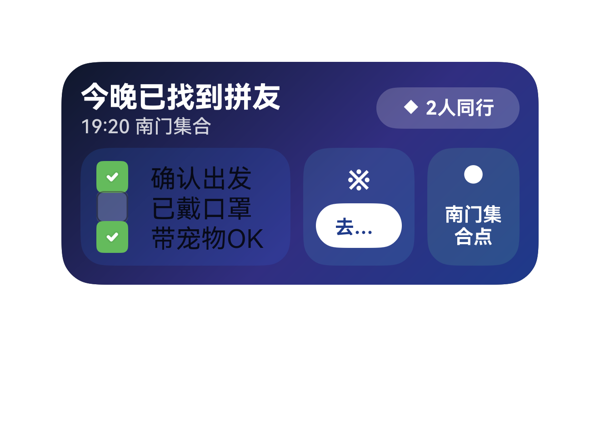 今晚已找到拼友
19:20 南门集合
◆ 2人同行
确认出发
已戴口罩
带宠物OK
※
去...
南门集
合点